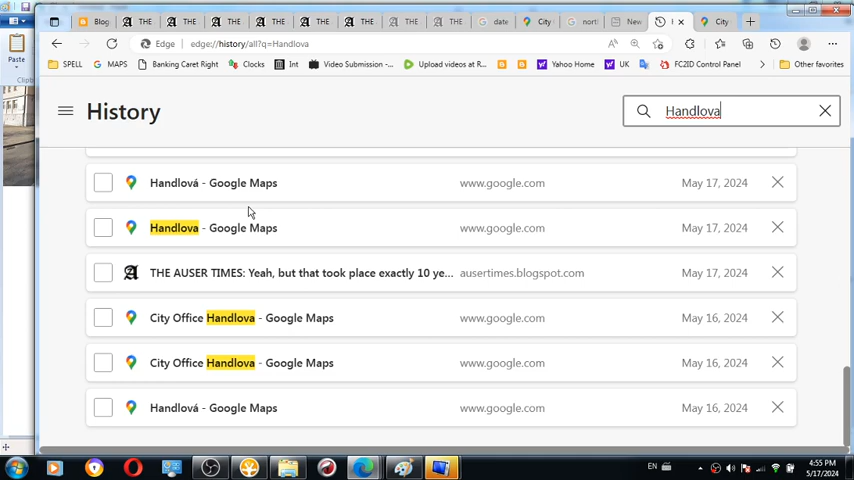 Blog THE THE THE THE THE THE THE date City north New Hi City
Edge edge://history/all?q=Handlova
SPELL MAPS Banking Caret Right Clocks Int Video Submission -... Upload videos at R... Yahoo Home UK FC2ID Control Panel Other favorites
Paste
History Handlova
Handlová - Google Maps www.google.com May 17, 2024
Handlova - Google Maps www.google.com May 17, 2024
THE AUSER TIMES: Yeah, but that took place exactly 10 ye... ausertimes.blogspot.com May 17, 2024
City Office Handlova - Google Maps www.google.com May 16, 2024
City Office Handlova - Google Maps www.google.com May 16, 2024
Handlová - Google Maps www.google.com May 16, 2024
EN 4:55 PM
5/17/2024